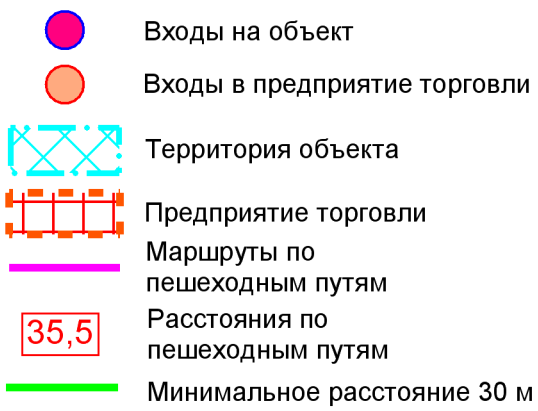 Входы на объект
Входы в предприятие торговли
Территория объекта
Предприятие торговли
Маршруты по
пешеходным путям
35,5
Расстояния по
пешеходным путям
Минимальное расстояние 30 м